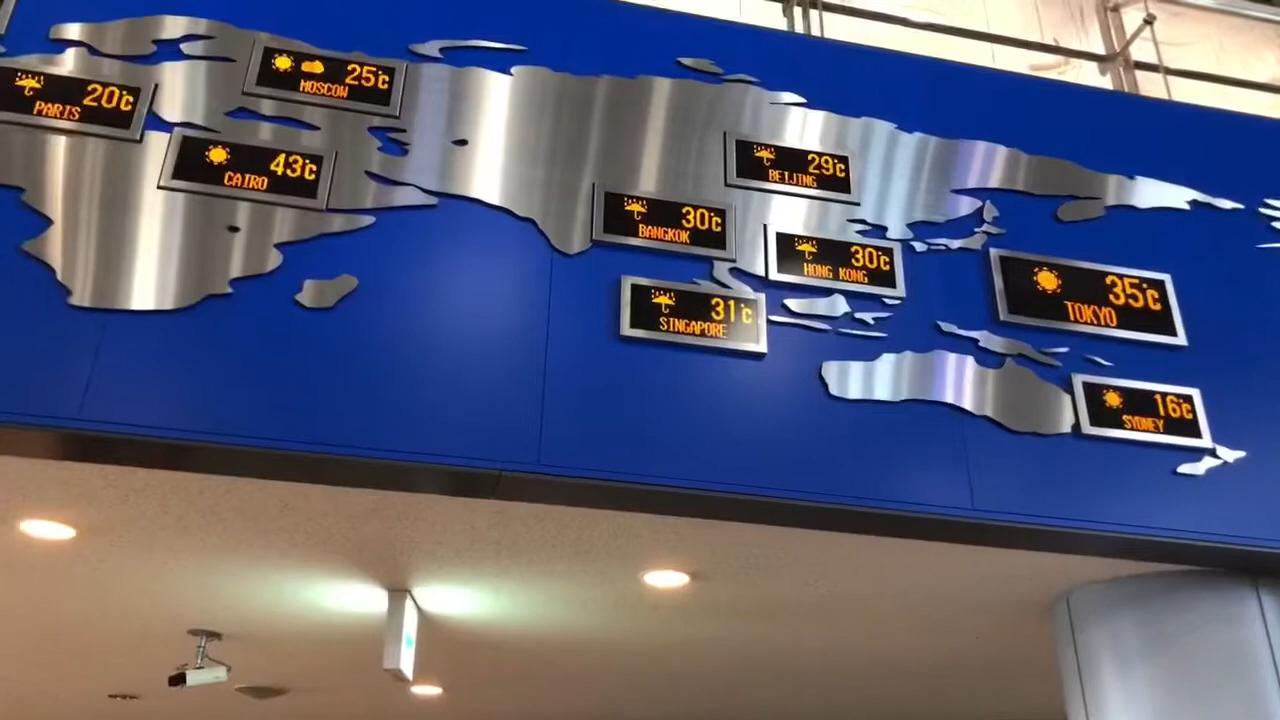 20℃
PARIS
25℃
MOSCOW
43℃
CAIRO
29℃
BEIJING
30℃
BANGKOK
30℃
HONG KONG
31℃
SINGAPORE
35℃
TOKYO
16℃
SYDNEY